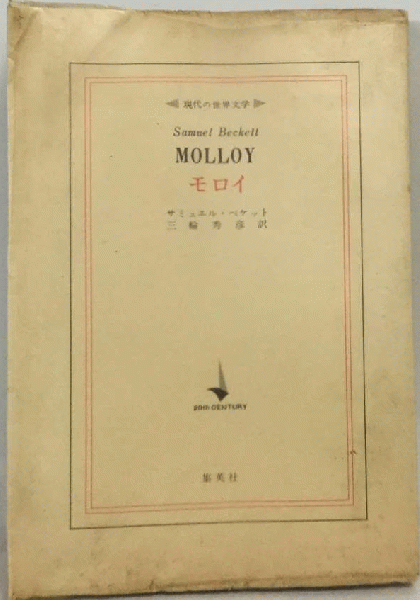 現代の世界文学
Samuel Beckett
MOLLOY
モロイ
サミュエル・ベケット
三輪秀彦訳
20th CENTURY
集英社